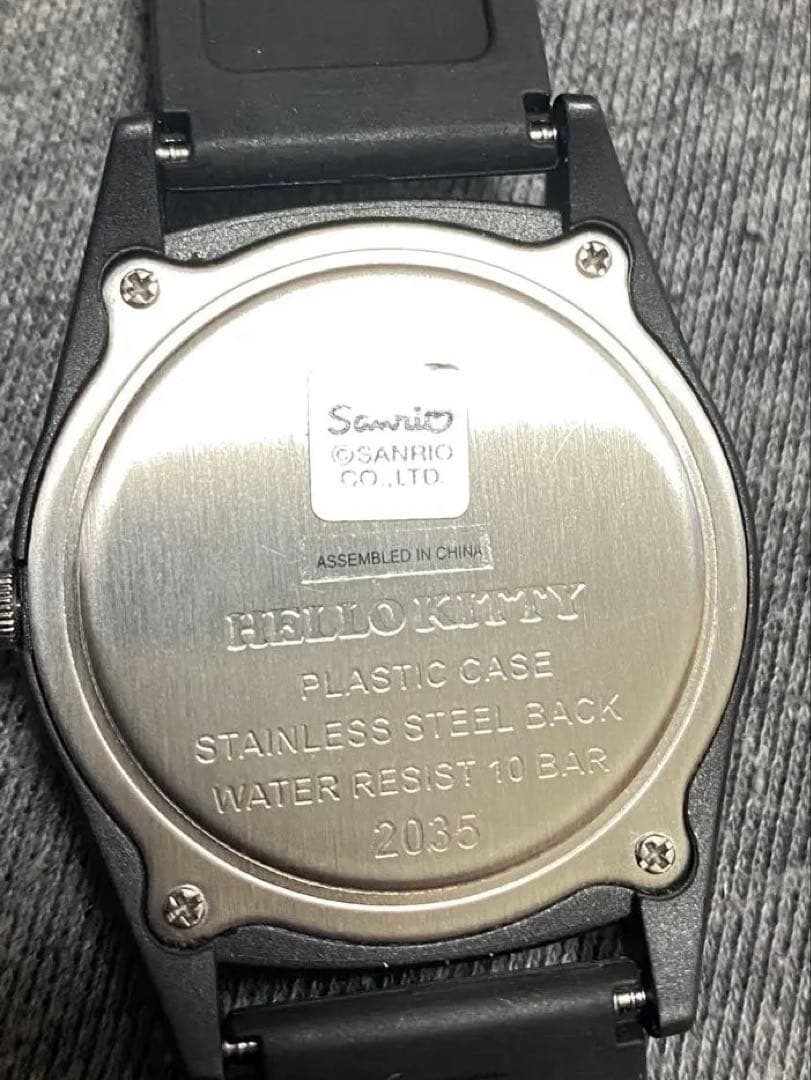 Sanrio
©SANRIO
CO.,LTD.
ASSEMBLED IN CHINA
HELLO KITTY
PLASTIC CASE
STAINLESS STEEL BACK
WATER RESIST 10 BAR
2035